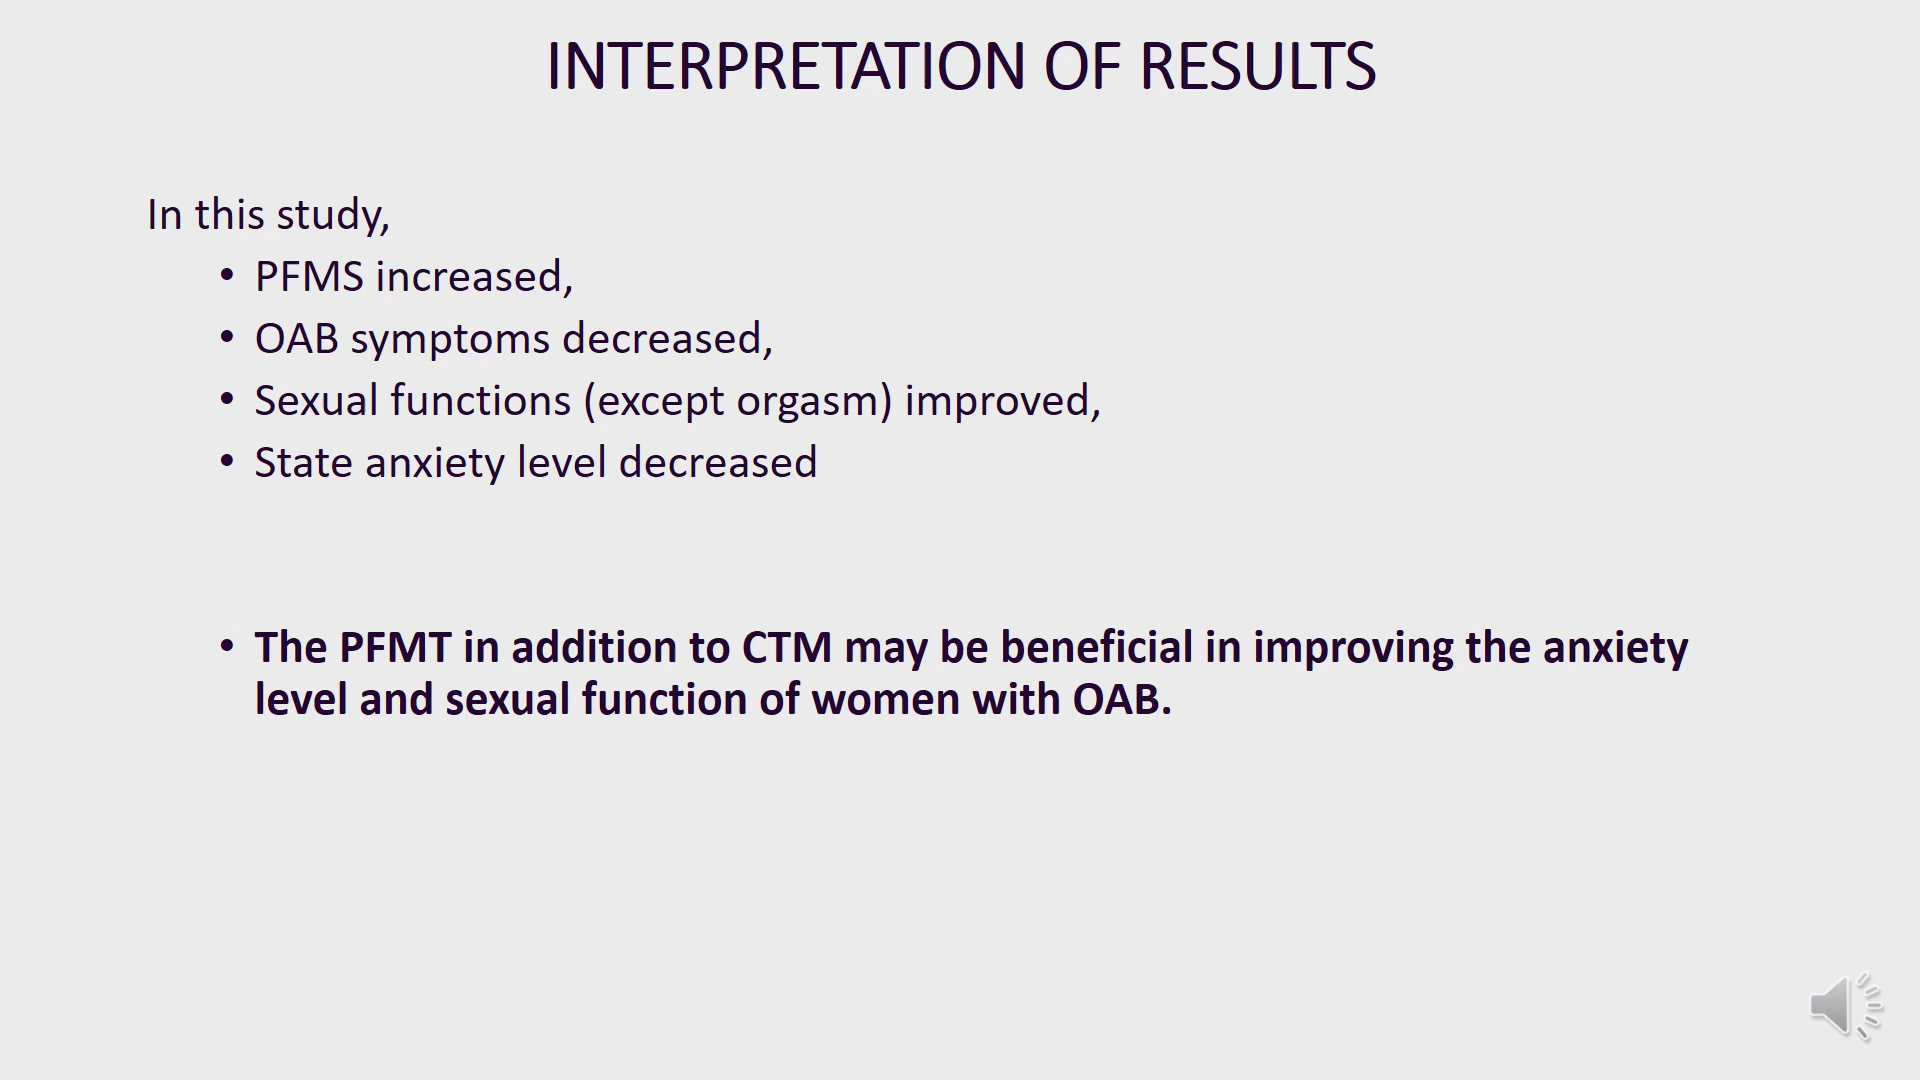 INTERPRETATION OF RESULTS
In this study,
• PFMS increased,
• OAB symptoms decreased,
• Sexual functions (except orgasm) improved,
• State anxiety level decreased
• The PFMT in addition to CTM may be beneficial in improving the anxiety
level and sexual function of women with OAB.